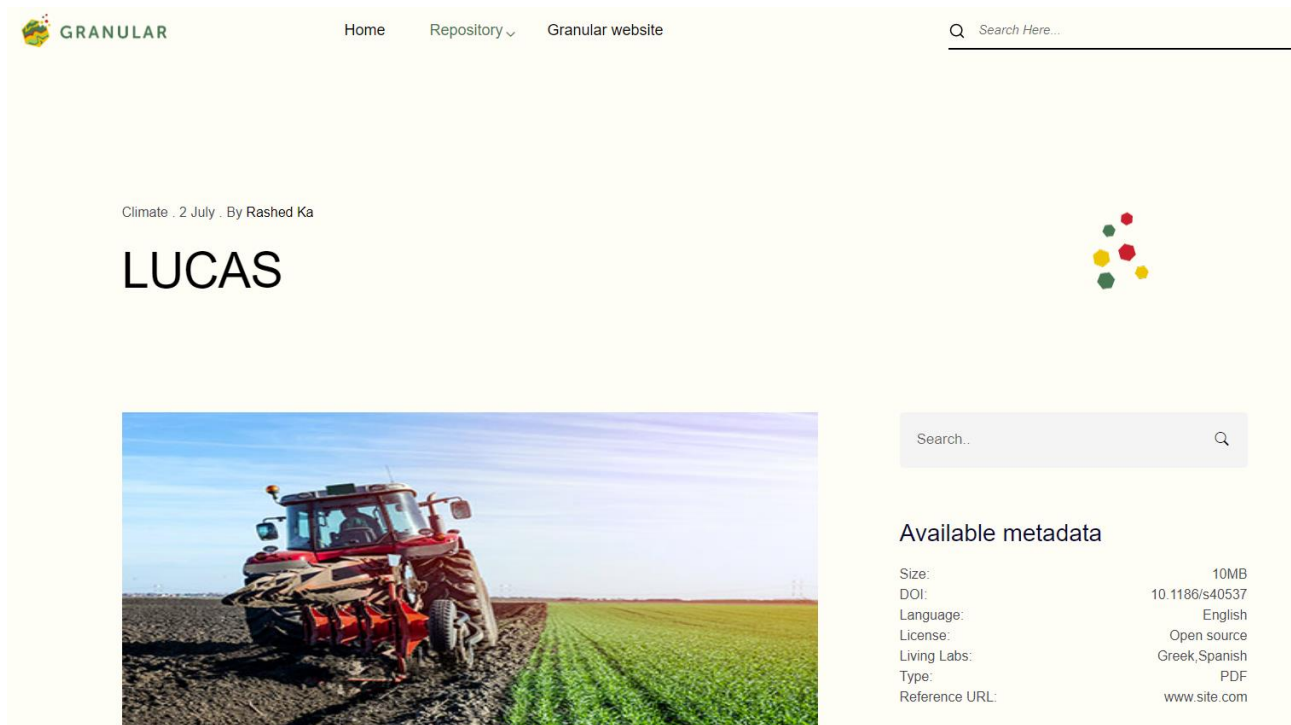 GRANULAR
Home
Repository
Granular website
Search Here...
Climate . 2 July . By Rashed Ka
LUCAS
Search..
Available metadata
Size: 10MB
DOI: 10.1186/s40537
Language: English
License: Open source
Living Labs: Greek,Spanish
Type: PDF
Reference URL: www.site.com